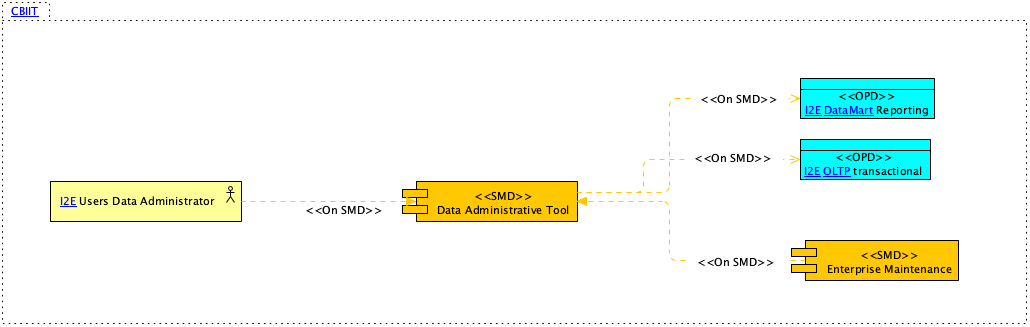 CBIIT
<<On SMD>>
<<OPD>>
I2E DataMart Reporting
<<On SMD>>
<<OPD>>
I2E OLTP transactional
I2E Users Data Administrator
<<On SMD>>
<<SMD>>
Data Administrative Tool
<<On SMD>>
<<SMD>>
Enterprise Maintenance